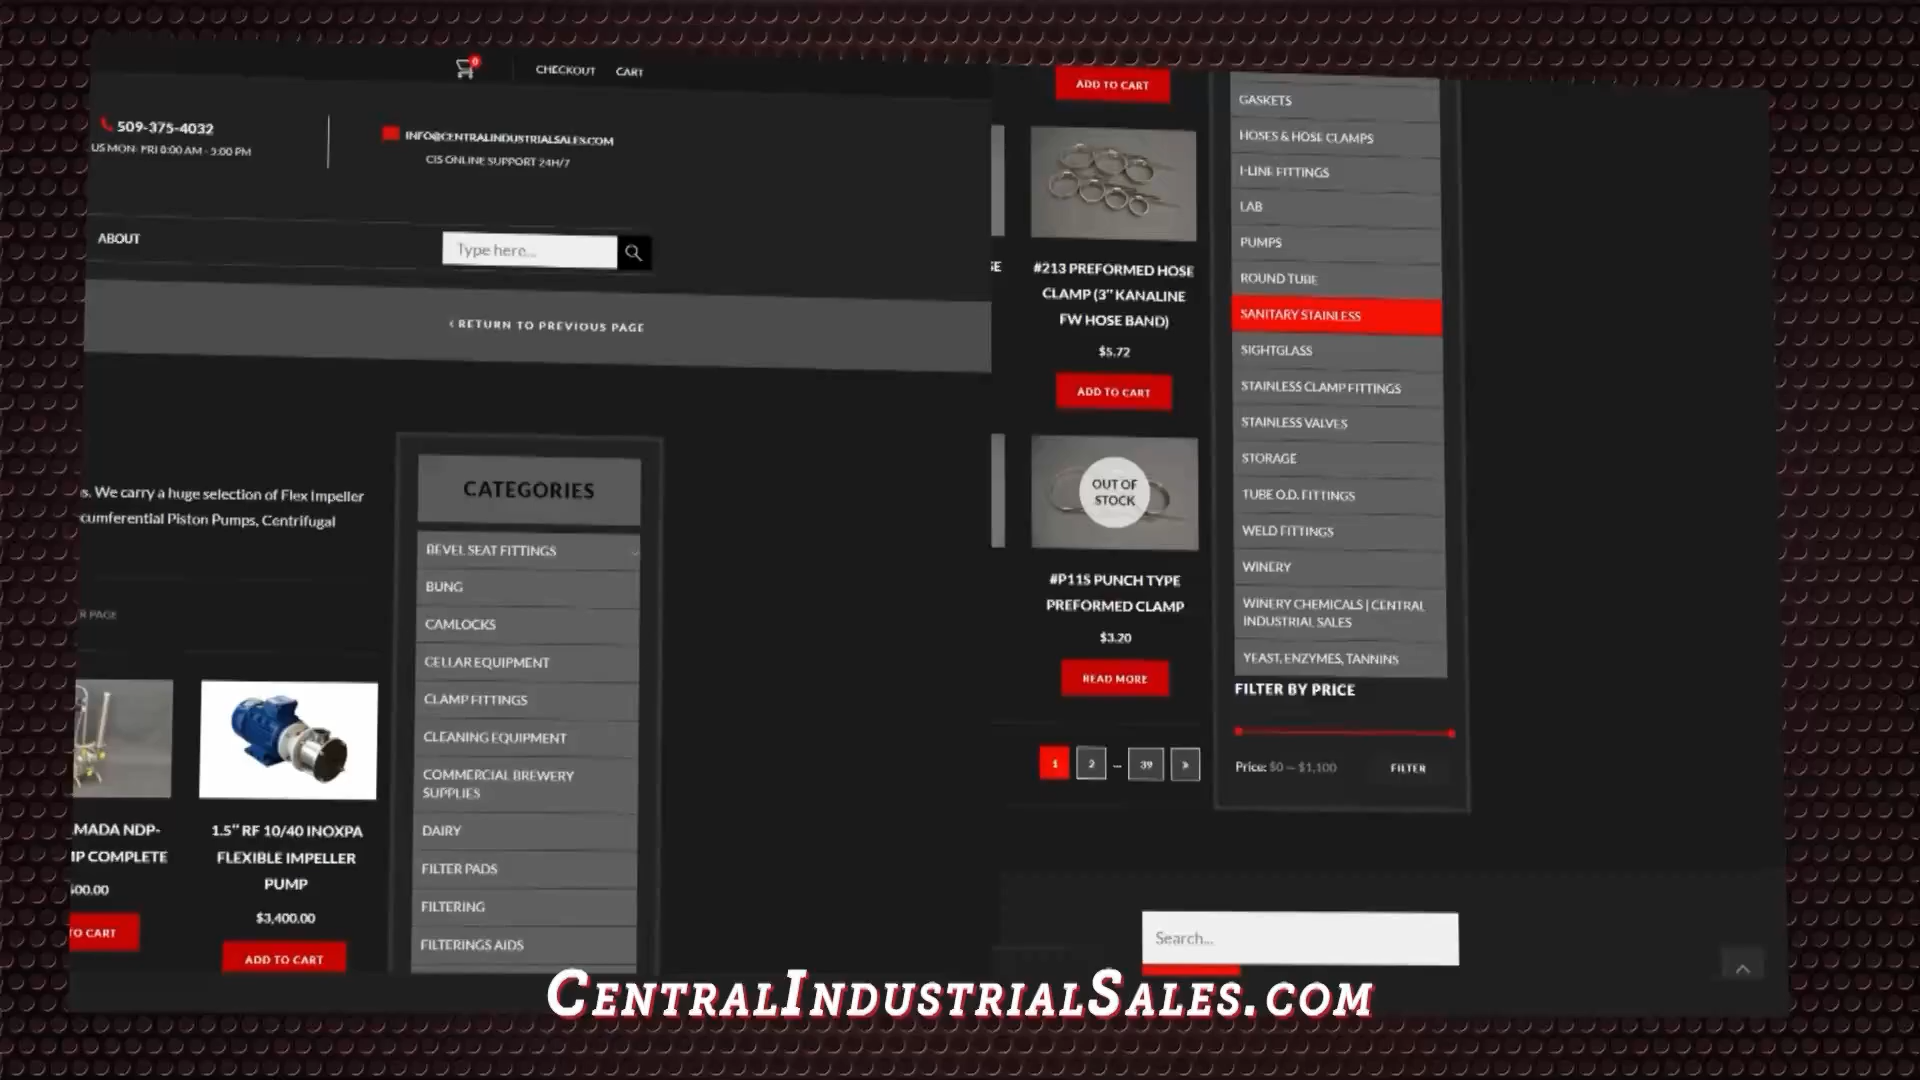 0
CHECKOUT
CART
509-375-4032
US MON- FRI 8:00 AM - 5:00 PM
INFO@CENTRALINDUSTRIALSALES.COM
CIS ONLINE SUPPORT 24H/7
ABOUT
Type here...
‹ RETURN TO PREVIOUS PAGE
s. We carry a huge selection of Flex Impeller
cumferential Piston Pumps, Centrifugal
R PAGE
MADA NDP-
IP COMPLETE
500.00
TO CART
1.5" RF 10/40 INOXPA
FLEXIBLE IMPELLER
PUMP
$3,400.00
ADD TO CART
CATEGORIES
BEVEL SEAT FITTINGS
BUNG
CAMLOCKS
CELLAR EQUIPMENT
CLAMP FITTINGS
CLEANING EQUIPMENT
COMMERCIAL BREWERY
SUPPLIES
DAIRY
FILTER PADS
FILTERING
FILTERINGS AIDS
ADD TO CART
SE
#213 PREFORMED HOSE
CLAMP (3" KANALINE
FW HOSE BAND)
$5.72
ADD TO CART
OUT OF
STOCK
#P115 PUNCH TYPE
PREFORMED CLAMP
$3.20
READ MORE
1 2 ... 39 »
GASKETS
HOSES & HOSE CLAMPS
I-LINE FITTINGS
LAB
PUMPS
ROUND TUBE
SANITARY STAINLESS
SIGHTGLASS
STAINLESS CLAMP FITTINGS
STAINLESS VALVES
STORAGE
TUBE O.D. FITTINGS
WELD FITTINGS
WINERY
WINERY CHEMICALS | CENTRAL
INDUSTRIAL SALES
YEAST, ENZYMES, TANNINS
FILTER BY PRICE
Price: $0 — $1,100
FILTER
Search...
CENTRALINDUSTRIALSALES.COM